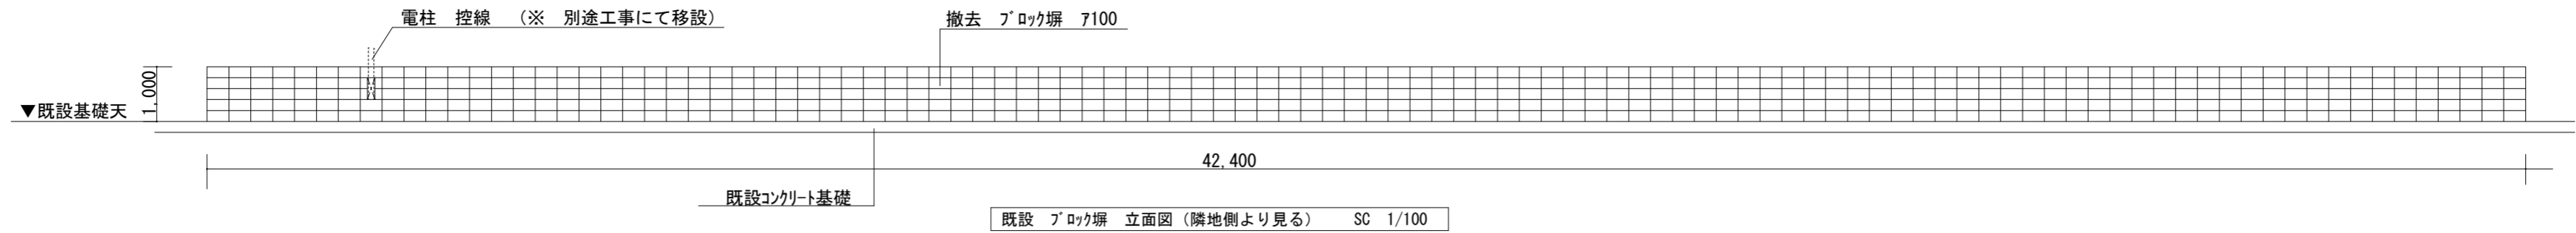 電柱　控線　（※　別途工事にて移設）
撤去　ﾌﾞﾛｯｸ塀　ｱ100
1,000
▼既設基礎天
42,400
既設ｺﾝｸﾘｰﾄ基礎
既設　ﾌﾞﾛｯｸ塀　立面図（隣地側より見る）　　SC　1/100